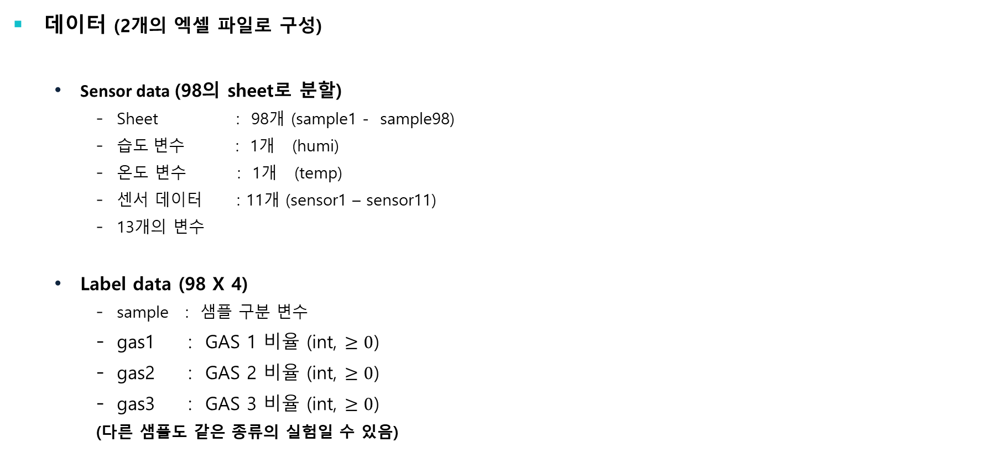 데이터 (2개의 엑셀 파일로 구성)
Sensor data (98의 sheet로 분할)
- Sheet : 98개 (sample1 - sample98)
- 습도 변수 : 1개 (humi)
- 온도 변수 : 1개 (temp)
- 센서 데이터 : 11개 (sensor1 – sensor11)
- 13개의 변수
Label data (98 X 4)
- sample : 샘플 구분 변수
- gas1 : GAS 1 비율 (int, ≥ 0)
- gas2 : GAS 2 비율 (int, ≥ 0)
- gas3 : GAS 3 비율 (int, ≥ 0)
(다른 샘플도 같은 종류의 실험일 수 있음)